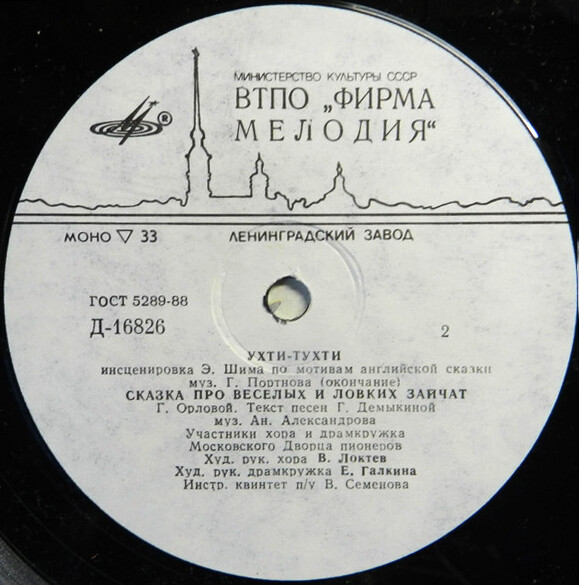 МИНИСТЕРСТВО КУЛЬТУРЫ СССР
ВТПО „ФИРМА
МЕЛОДИЯ“
®
МОНО ▽ 33
ЛЕНИНГРАДСКИЙ ЗАВОД
ГОСТ 5289-88
Д-16826
2
УХТИ-ТУХТИ
инсценировка Э. Шима по мотивам английской сказки
муз. Г. Портнова (окончание)
СКАЗКА ПРО ВЕСЕЛЫХ И ЛОВКИХ ЗАЙЧАТ
Г. Орловой. Текст песен Г. Демыкиной
муз. Ан. Александрова
Участники хора и драмкружка
Московского Дворца пионеров
Худ. рук. хора В. Локтев
Худ. рук. драмкружка Е. Галкина
Инстр. квинтет п/у В. Семенова